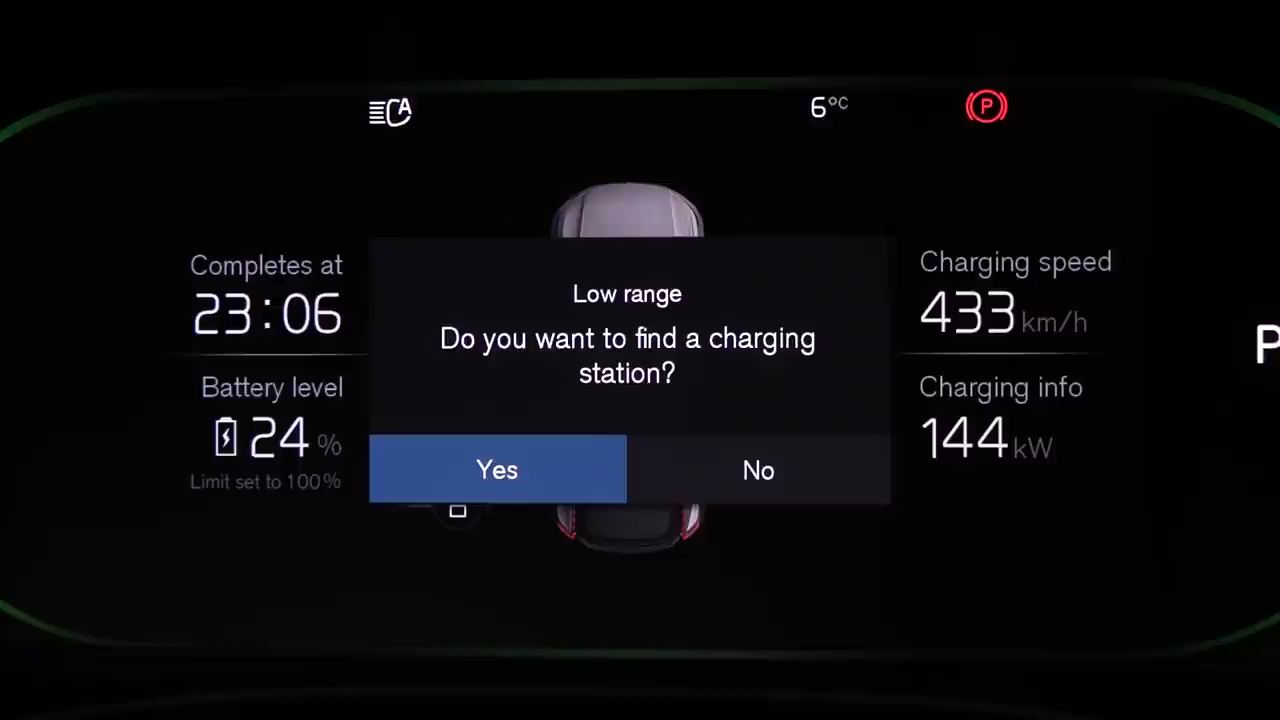 A
6°C
P
Completes at
23:06
Battery level
24 %
Limit set to 100%
Low range
Do you want to find a charging
station?
Yes
No
Charging speed
433 km/h
Charging info
144 kW
P